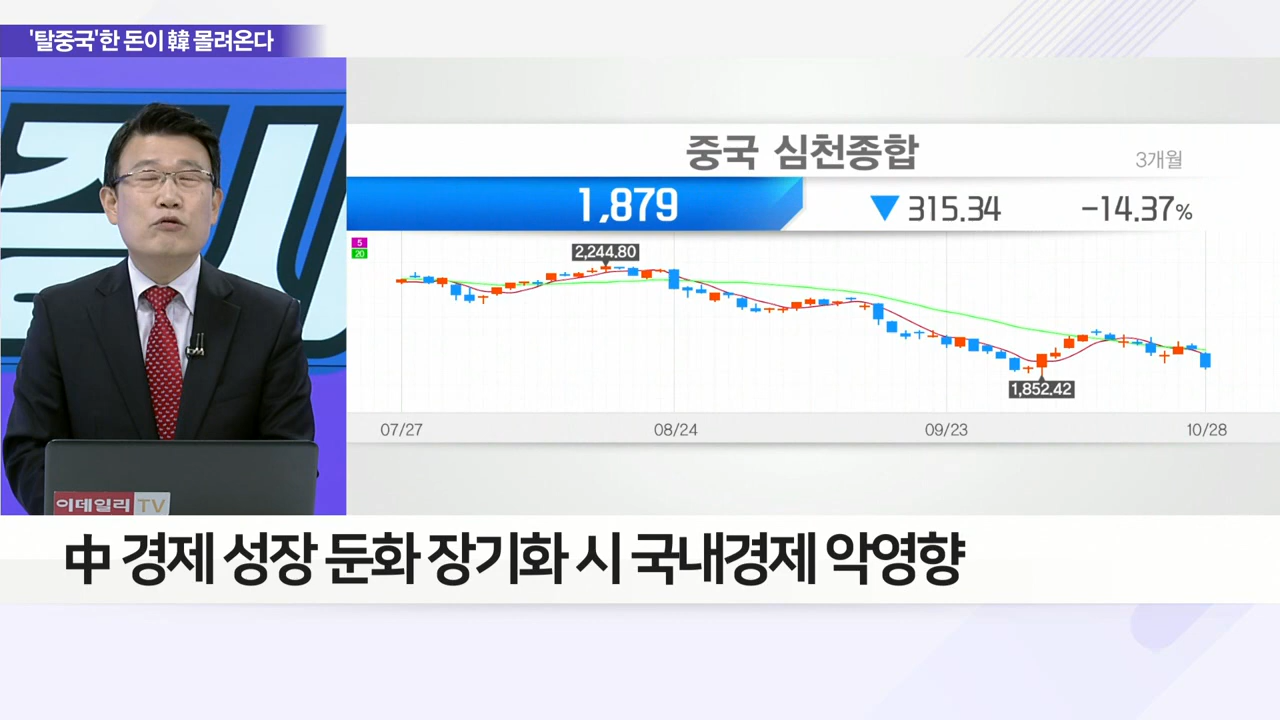 '탈중국'한 돈이 韓 몰려온다
중국 심천종합
3개월
1,879
▼ 315.34
-14.37%
5
20
2,244.80
1,852.42
07/27
08/24
09/23
10/28
이데일리 TV
中 경제 성장 둔화 장기화 시 국내경제 악영향